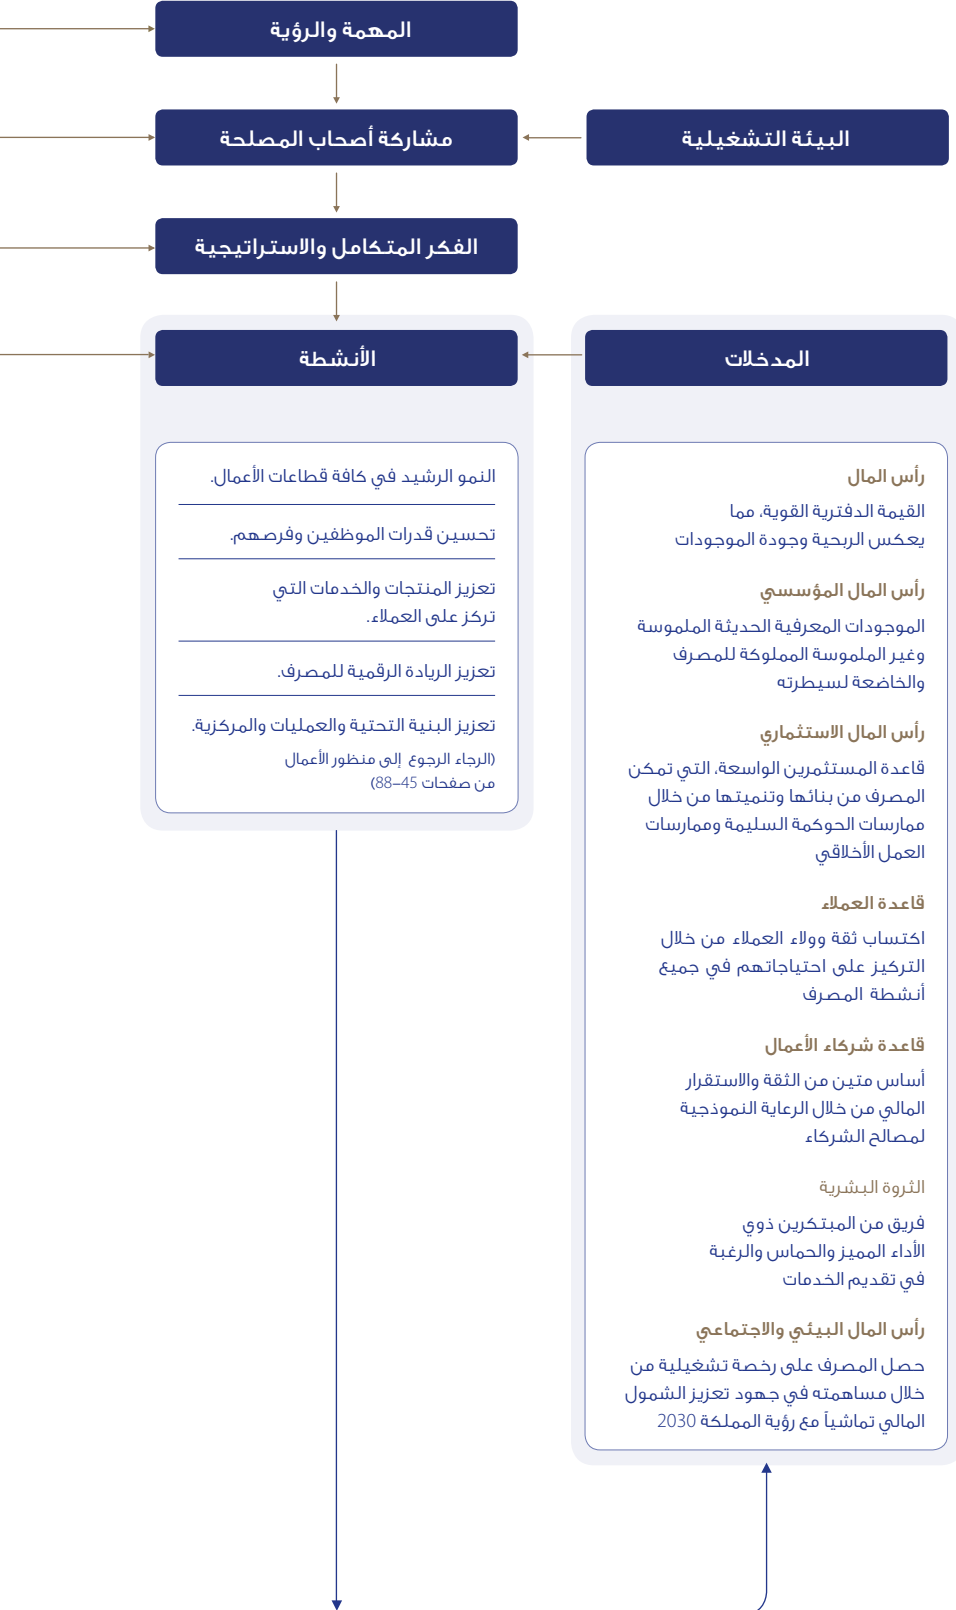 المهمة والرؤية
البيئة التشغيلية
مشاركة أصحاب المصلحة
الفكر المتكامل والاستراتيجية
المدخلات
رأس المال
القيمة الدفترية القوية، مما
يعكس الربحية وجودة الموجودات
رأس المال المؤسسي
الموجودات المعرفية الحديثة الملموسة
وغير الملموسة المملوكة للمصرف
والخاضعة لسيطرته
رأس المال الاستثماري
قاعدة المستثمرين الواسعة، التي تمكن
المصرف من بنائها وتنميتها من خلال
ممارسات الحوكمة السليمة وممارسات
العمل الأخلاقي
قاعدة العملاء
اكتساب ثقة وولاء العملاء من خلال
التركيز على احتياجاتهم في جميع
أنشطة المصرف
قاعدة شركاء الأعمال
أساس متين من الثقة والاستقرار
المالي من خلال الرعاية النموذجية
لمصالح الشركاء
الثروة البشرية
فريق من المبتكرين ذوي
الأداء المميز والحماس والرغبة
في تقديم الخدمات
رأس المال البيئي والاجتماعي
حصل المصرف على رخصة تشغيلية من
خلال مساهمته في جهود تعزيز الشمول
المالي تماشياً مع رؤية المملكة 2030
الأنشطة
النمو الرشيد في كافة قطاعات الأعمال.
تحسين قدرات الموظفين وفرصهم.
تعزيز المنتجات والخدمات التي
تركز على العملاء.
تعزيز الريادة الرقمية للمصرف.
تعزيز البنية التحتية والعمليات والمركزية.
(الرجاء الرجوع إلى منظور الأعمال
من صفحات 45–88)